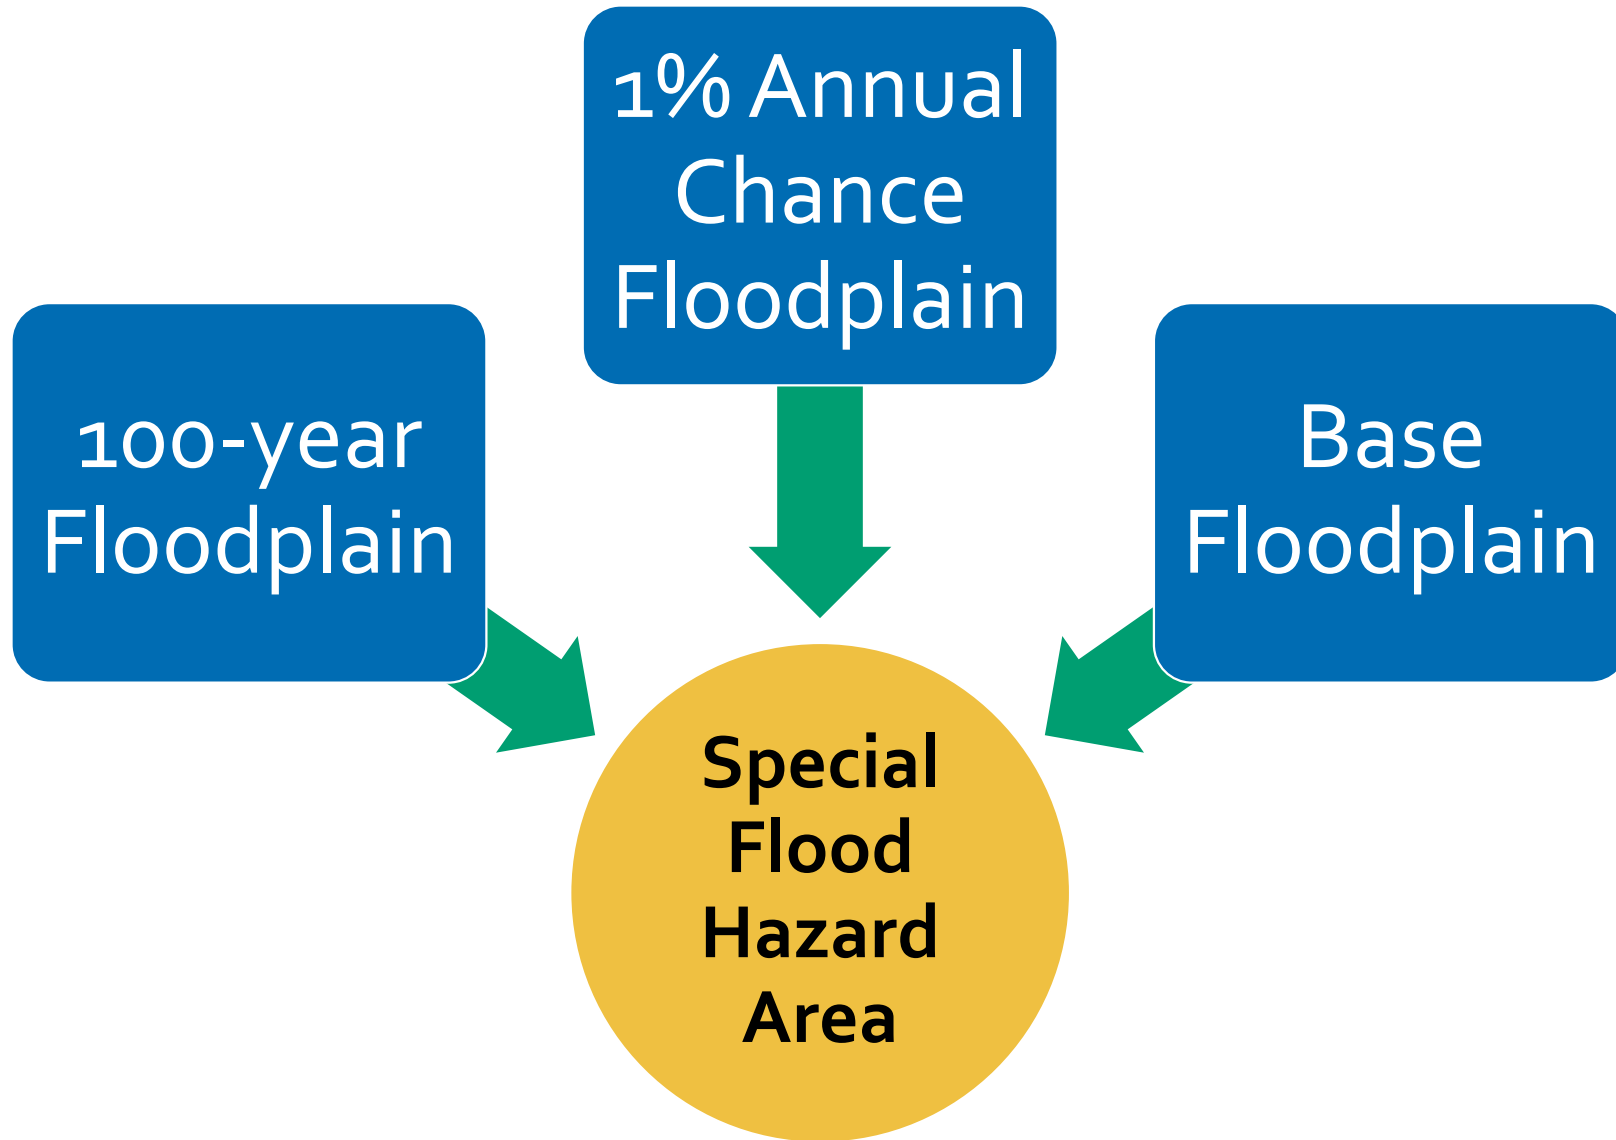 1% Annual
Chance
Floodplain
100-year
Floodplain
Base
Floodplain
Special
Flood
Hazard
Area